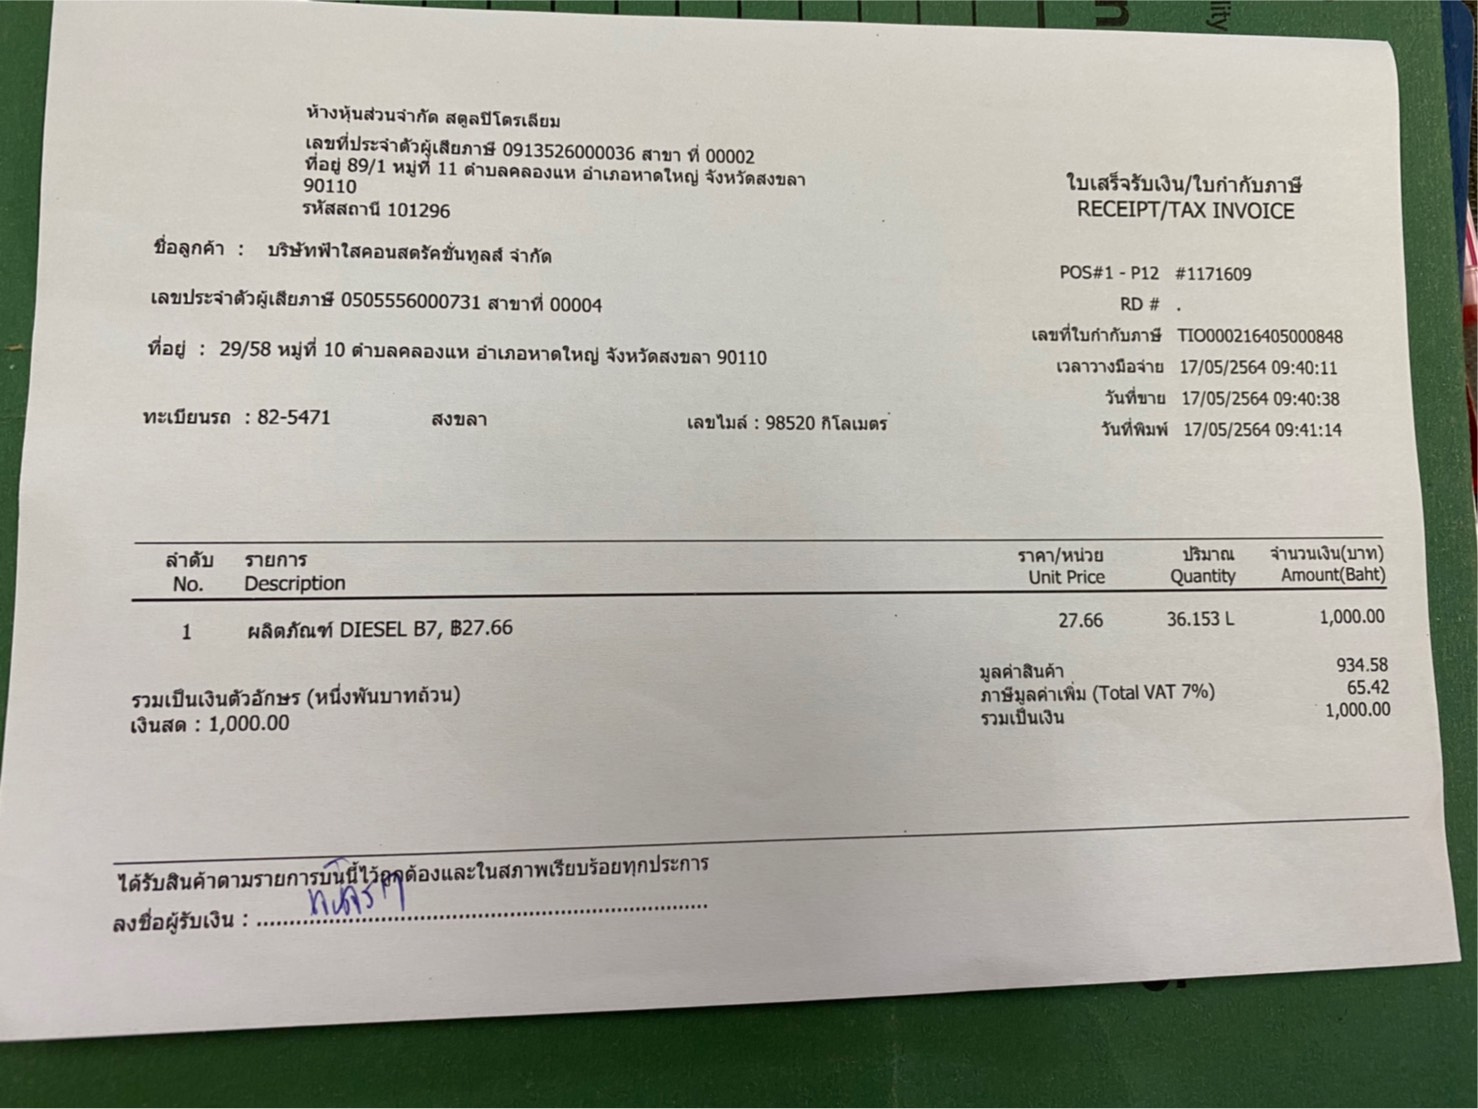 ห้างหุ้นส่วนจำกัด สตูลปิโตรเลียม
เลขที่ประจำตัวผู้เสียภาษี 0913526000036 สาขา ที่ 00002
ที่อยู่ 89/1 หมู่ที่ 11 ตำบลคลองแห อำเภอหาดใหญ่ จังหวัดสงขลา
90110
รหัสสถานี 101296
ใบเสร็จรับเงิน/ใบกำกับภาษี
RECEIPT/TAX INVOICE
ชื่อลูกค้า : บริษัทฟ้าใสคอนสตรัคชั่นทูลส์ จำกัด
POS#1 - P12 #1171609
เลขประจำตัวผู้เสียภาษี 0505556000731 สาขาที่ 00004
RD # .
ที่อยู่ : 29/58 หมู่ที่ 10 ตำบลคลองแห อำเภอหาดใหญ่ จังหวัดสงขลา 90110
เลขที่ใบกำกับภาษี TIO000216405000848
เวลาวางมือจ่าย 17/05/2564 09:40:11
วันที่ขาย 17/05/2564 09:40:38
ทะเบียนรถ : 82-5471 สงขลา เลขไมล์ : 98520 กิโลเมตร
วันที่พิมพ์ 17/05/2564 09:41:14
ลำดับ รายการ ราคา/หน่วย ปริมาณ จำนวนเงิน(บาท)
No. Description Unit Price Quantity Amount(Baht)
1 ผลิตภัณฑ์ DIESEL B7, ฿27.66 27.66 36.153 L 1,000.00
มูลค่าสินค้า 934.58
รวมเป็นเงินตัวอักษร (หนึ่งพันบาทถ้วน) ภาษีมูลค่าเพิ่ม (Total VAT 7%) 65.42
เงินสด : 1,000.00 รวมเป็นเงิน 1,000.00
ได้รับสินค้าตามรายการบนนี้ไว้ถูกต้องและในสภาพเรียบร้อยทุกประการ
ลงชื่อผู้รับเงิน : ................................................................